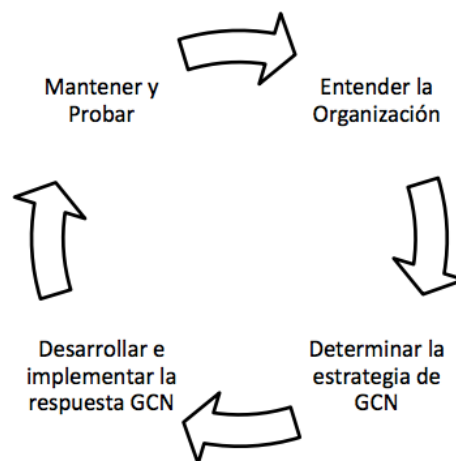 Mantener y
Probar
Entender la
Organización
Desarrollar e
implementar la
respuesta GCN
Determinar la
estrategia de
GCN